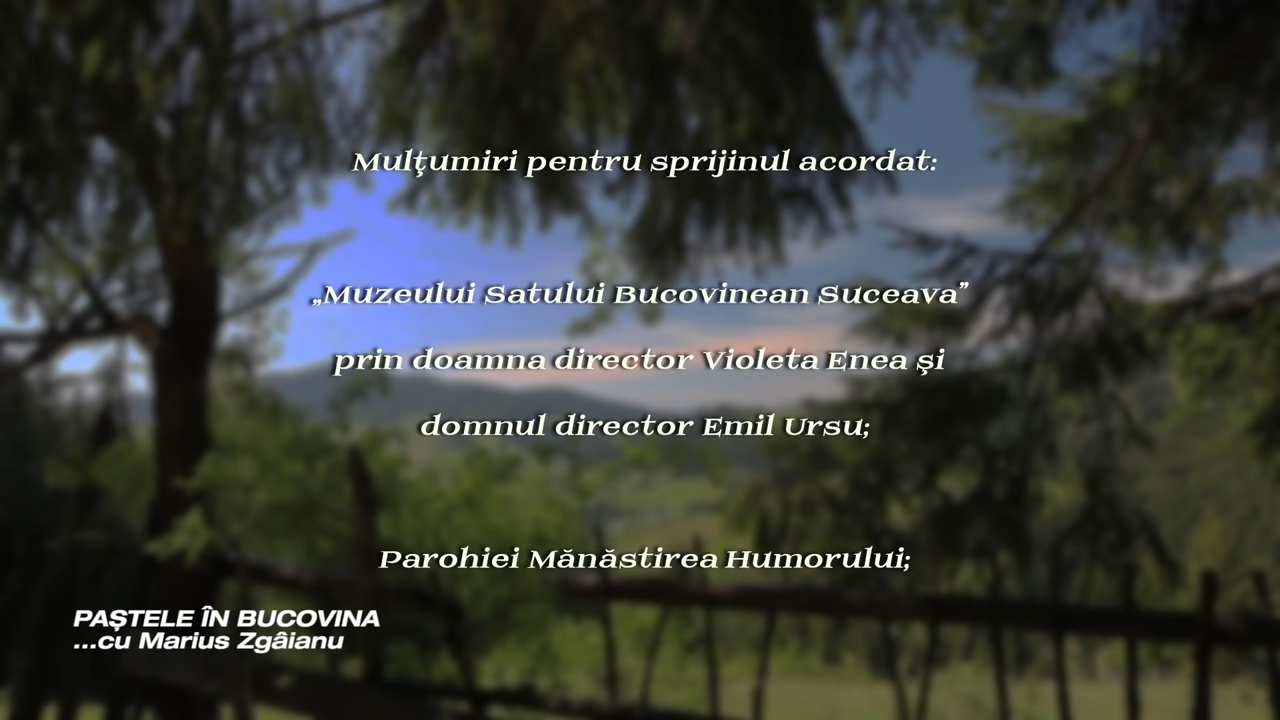 Mulţumiri pentru sprijinul acordat:
„Muzeului Satului Bucovinean Suceava”
prin doamna director Violeta Enea şi
domnul director Emil Ursu;
Parohiei Mănăstirea Humorului;
PAȘTELE ÎN BUCOVINA
...cu Marius Zgâianu